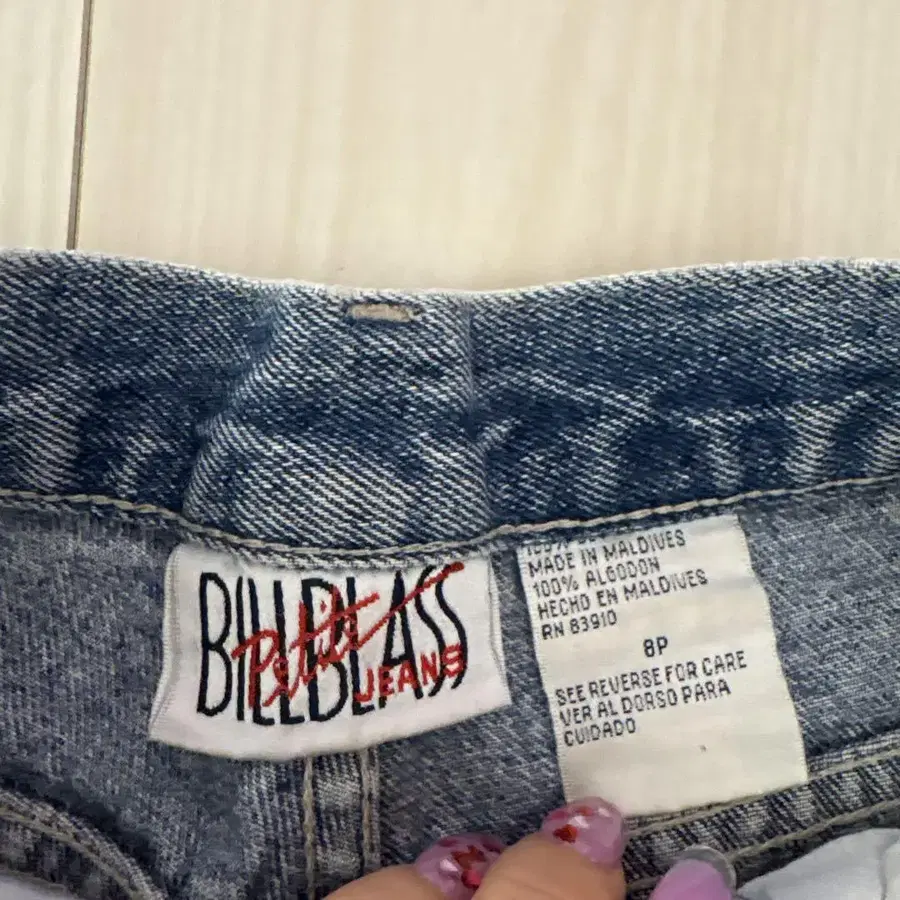 BILLBLASS
Petite
JEANS
MADE IN MALDIVES
100% ALGODON
HECHO EN MALDIVES
RN 83910
8P
SEE REVERSE FOR CARE
VER AL DORSO PARA
CUIDADO